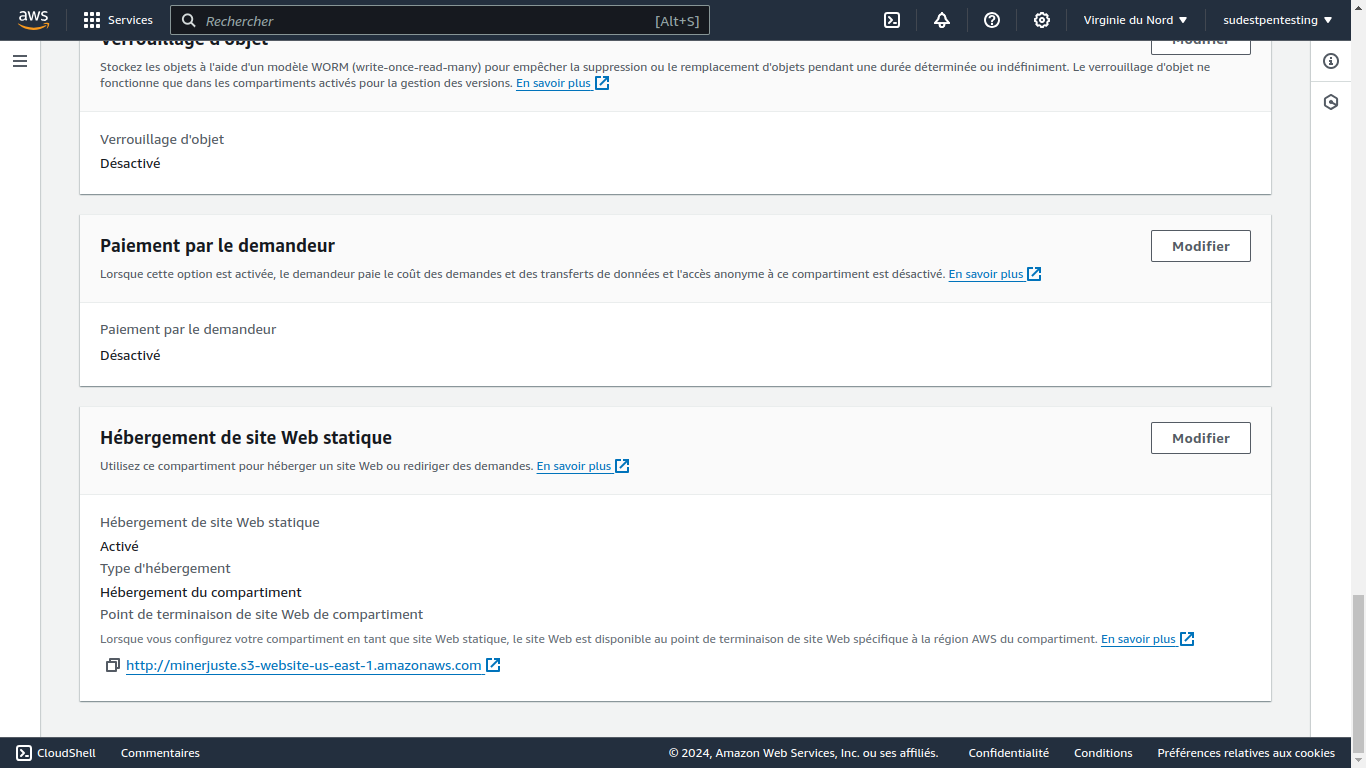 aws
Services
Rechercher
[Alt+S]
Virginie du Nord
sudestpentesting
Verrouillage d'objet
Modifier
Stockez les objets à l'aide d'un modèle WORM (write-once-read-many) pour empêcher la suppression ou le remplacement d'objets pendant une durée déterminée ou indéfiniment. Le verrouillage d'objet ne
fonctionne que dans les compartiments activés pour la gestion des versions. En savoir plus
Verrouillage d'objet
Désactivé
Paiement par le demandeur
Modifier
Lorsque cette option est activée, le demandeur paie le coût des demandes et des transferts de données et l'accès anonyme à ce compartiment est désactivé. En savoir plus
Paiement par le demandeur
Désactivé
Hébergement de site Web statique
Modifier
Utilisez ce compartiment pour héberger un site Web ou rediriger des demandes. En savoir plus
Hébergement de site Web statique
Activé
Type d'hébergement
Hébergement du compartiment
Point de terminaison de site Web de compartiment
Lorsque vous configurez votre compartiment en tant que site Web statique, le site Web est disponible au point de terminaison de site Web spécifique à la région AWS du compartiment. En savoir plus
http://minerjuste.s3-website-us-east-1.amazonaws.com
CloudShell
Commentaires
© 2024, Amazon Web Services, Inc. ou ses affiliés.
Confidentialité
Conditions
Préférences relatives aux cookies